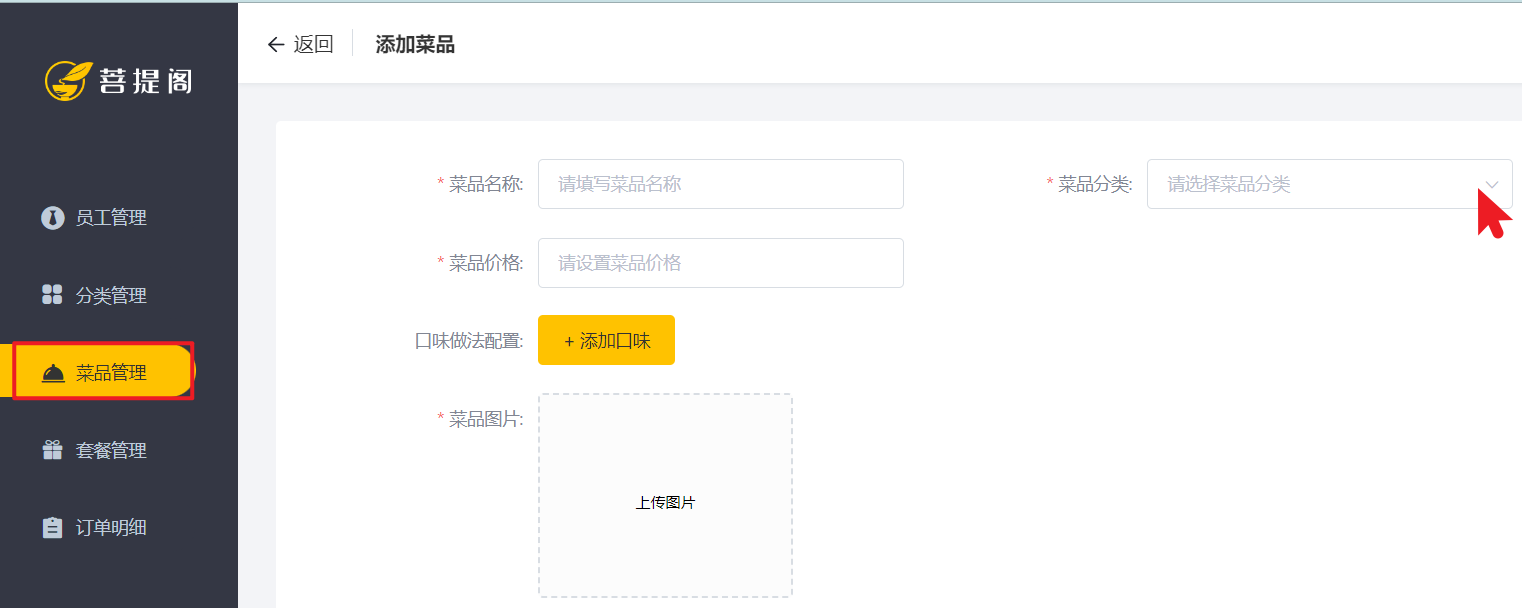 菩提阁
员工管理
分类管理
菜品管理
套餐管理
订单明细
返回
添加菜品
* 菜品名称: 请填写菜品名称
* 菜品分类: 请选择菜品分类
* 菜品价格: 请设置菜品价格
口味做法配置: + 添加口味
* 菜品图片:
上传图片